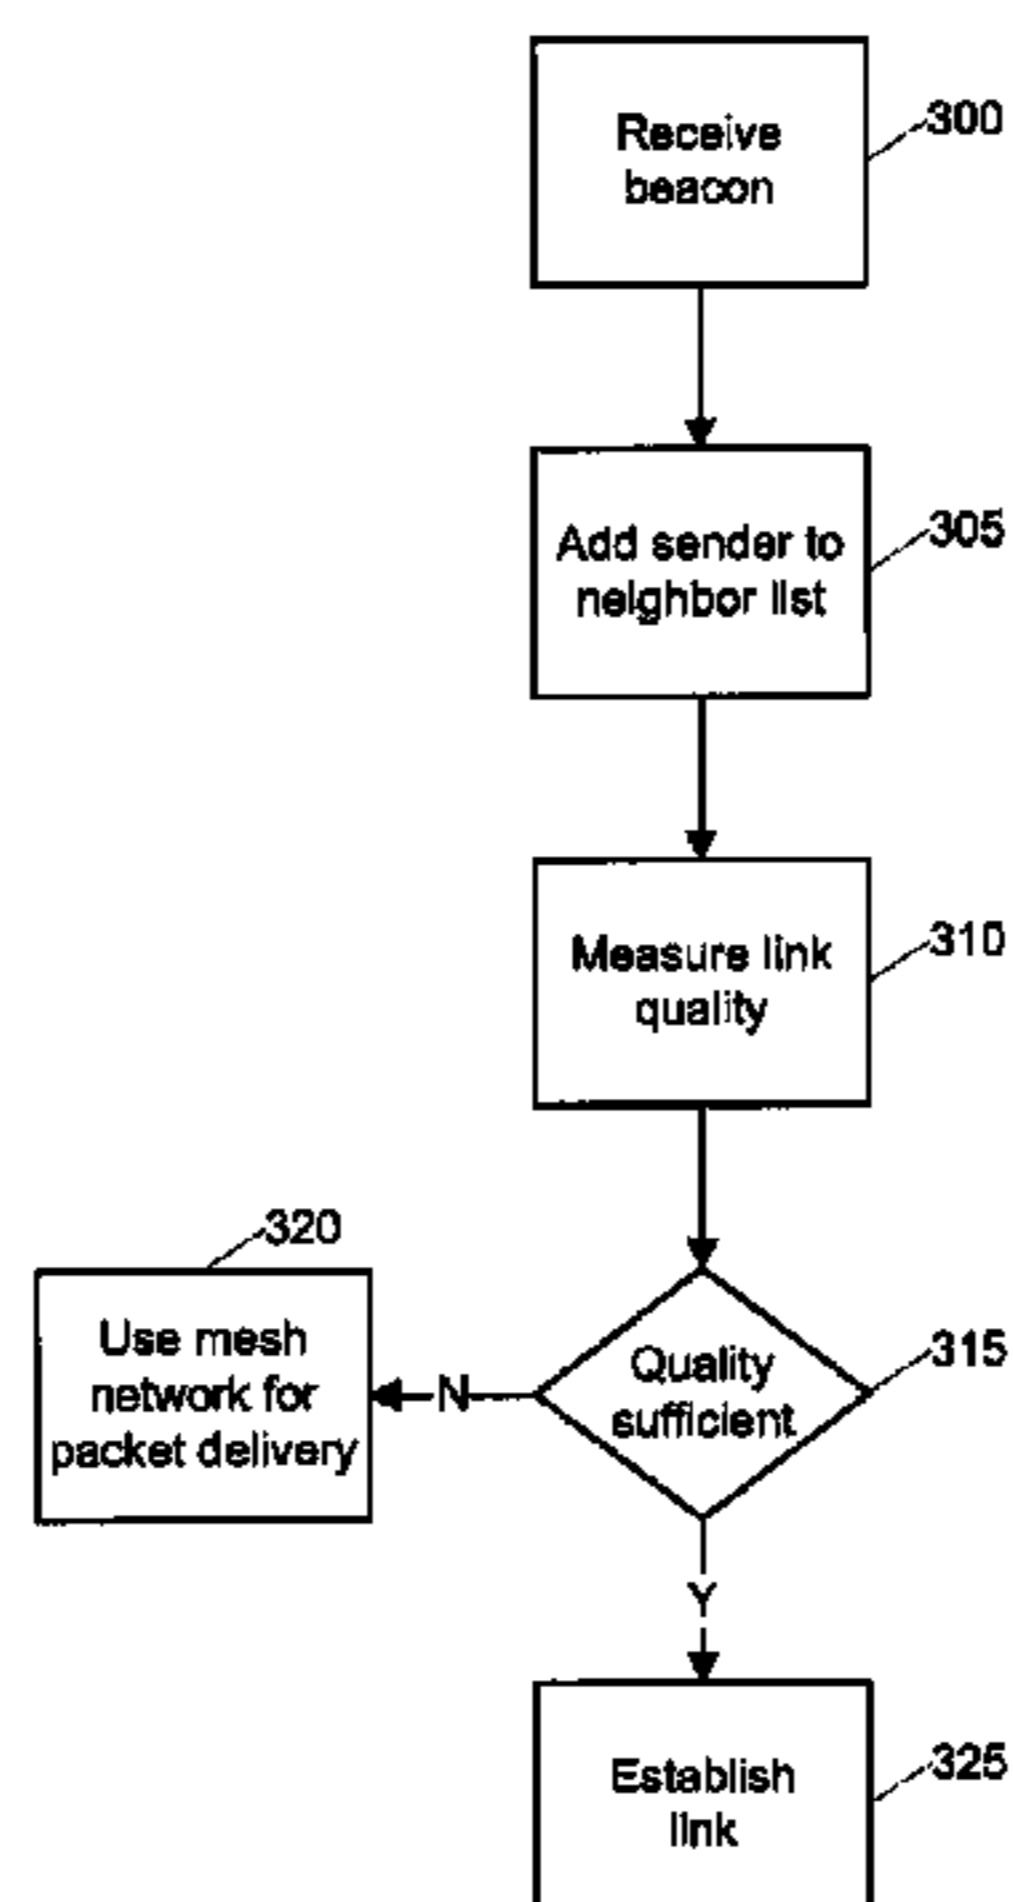 Receive
beacon
300
Add sender to
neighbor list
305
Measure link
quality
310
320
Use mesh
network for
packet delivery
N
Quality
sufficient
315
Y
Establish
link
325